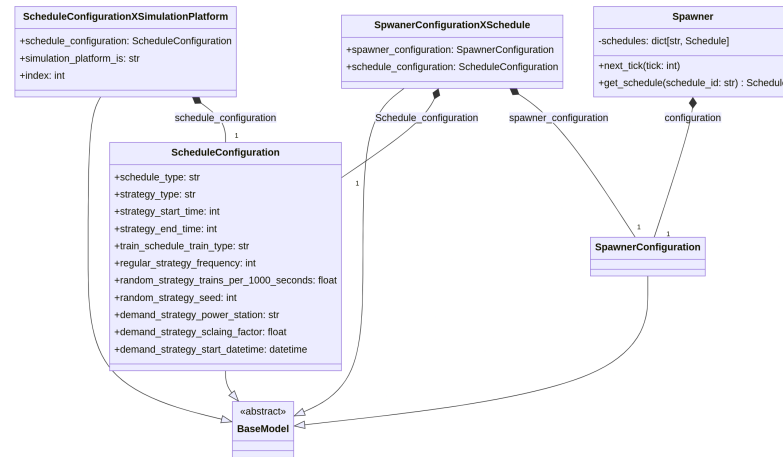 ScheduleConfigurationXSimulationPlatform
+schedule_configuration: ScheduleConfiguration
+simulation_platform_is: str
+index: int
SpwanerConfigurationXSchedule
+spawner_configuration: SpawnerConfiguration
+schedule_configuration: ScheduleConfiguration
Spawner
-schedules: dict[str, Schedule]
+next_tick(tick: int)
+get_schedule(schedule_id: str) : Schedule
schedule_configuration
Schedule_configuration
spawner_configuration
configuration
1
ScheduleConfiguration
+schedule_type: str
+strategy_type: str
+strategy_start_time: int
+strategy_end_time: int
+train_schedule_train_type: str
+regular_strategy_frequency: int
+random_strategy_trains_per_1000_seconds: float
+random_strategy_seed: int
+demand_strategy_power_station: str
+demand_strategy_sclaing_factor: float
+demand_strategy_start_datetime: datetime
1
1
1
SpawnerConfiguration
«abstract»
BaseModel